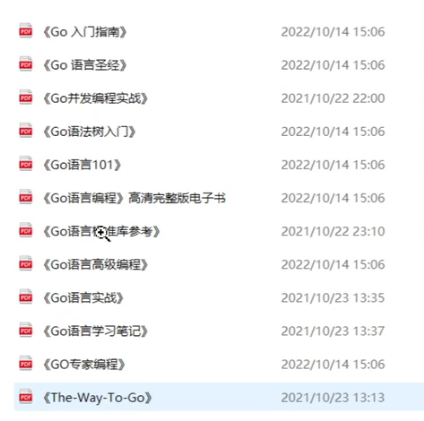 《Go 入门指南》 2022/10/14 15:06
《Go 语言圣经》 2022/10/14 15:06
《Go并发编程实战》 2021/10/22 22:00
《Go语法树入门》 2022/10/14 15:06
《Go语言101》 2022/10/14 15:06
《Go语言编程》高清完整版电子书 2022/10/14 15:06
《Go语言标准库参考》 2021/10/22 23:10
《Go语言高级编程》 2022/10/14 15:06
《Go语言实战》 2021/10/23 13:35
《Go语言学习笔记》 2021/10/23 13:37
《GO专家编程》 2022/10/14 15:06
《The-Way-To-Go》 2021/10/23 13:13